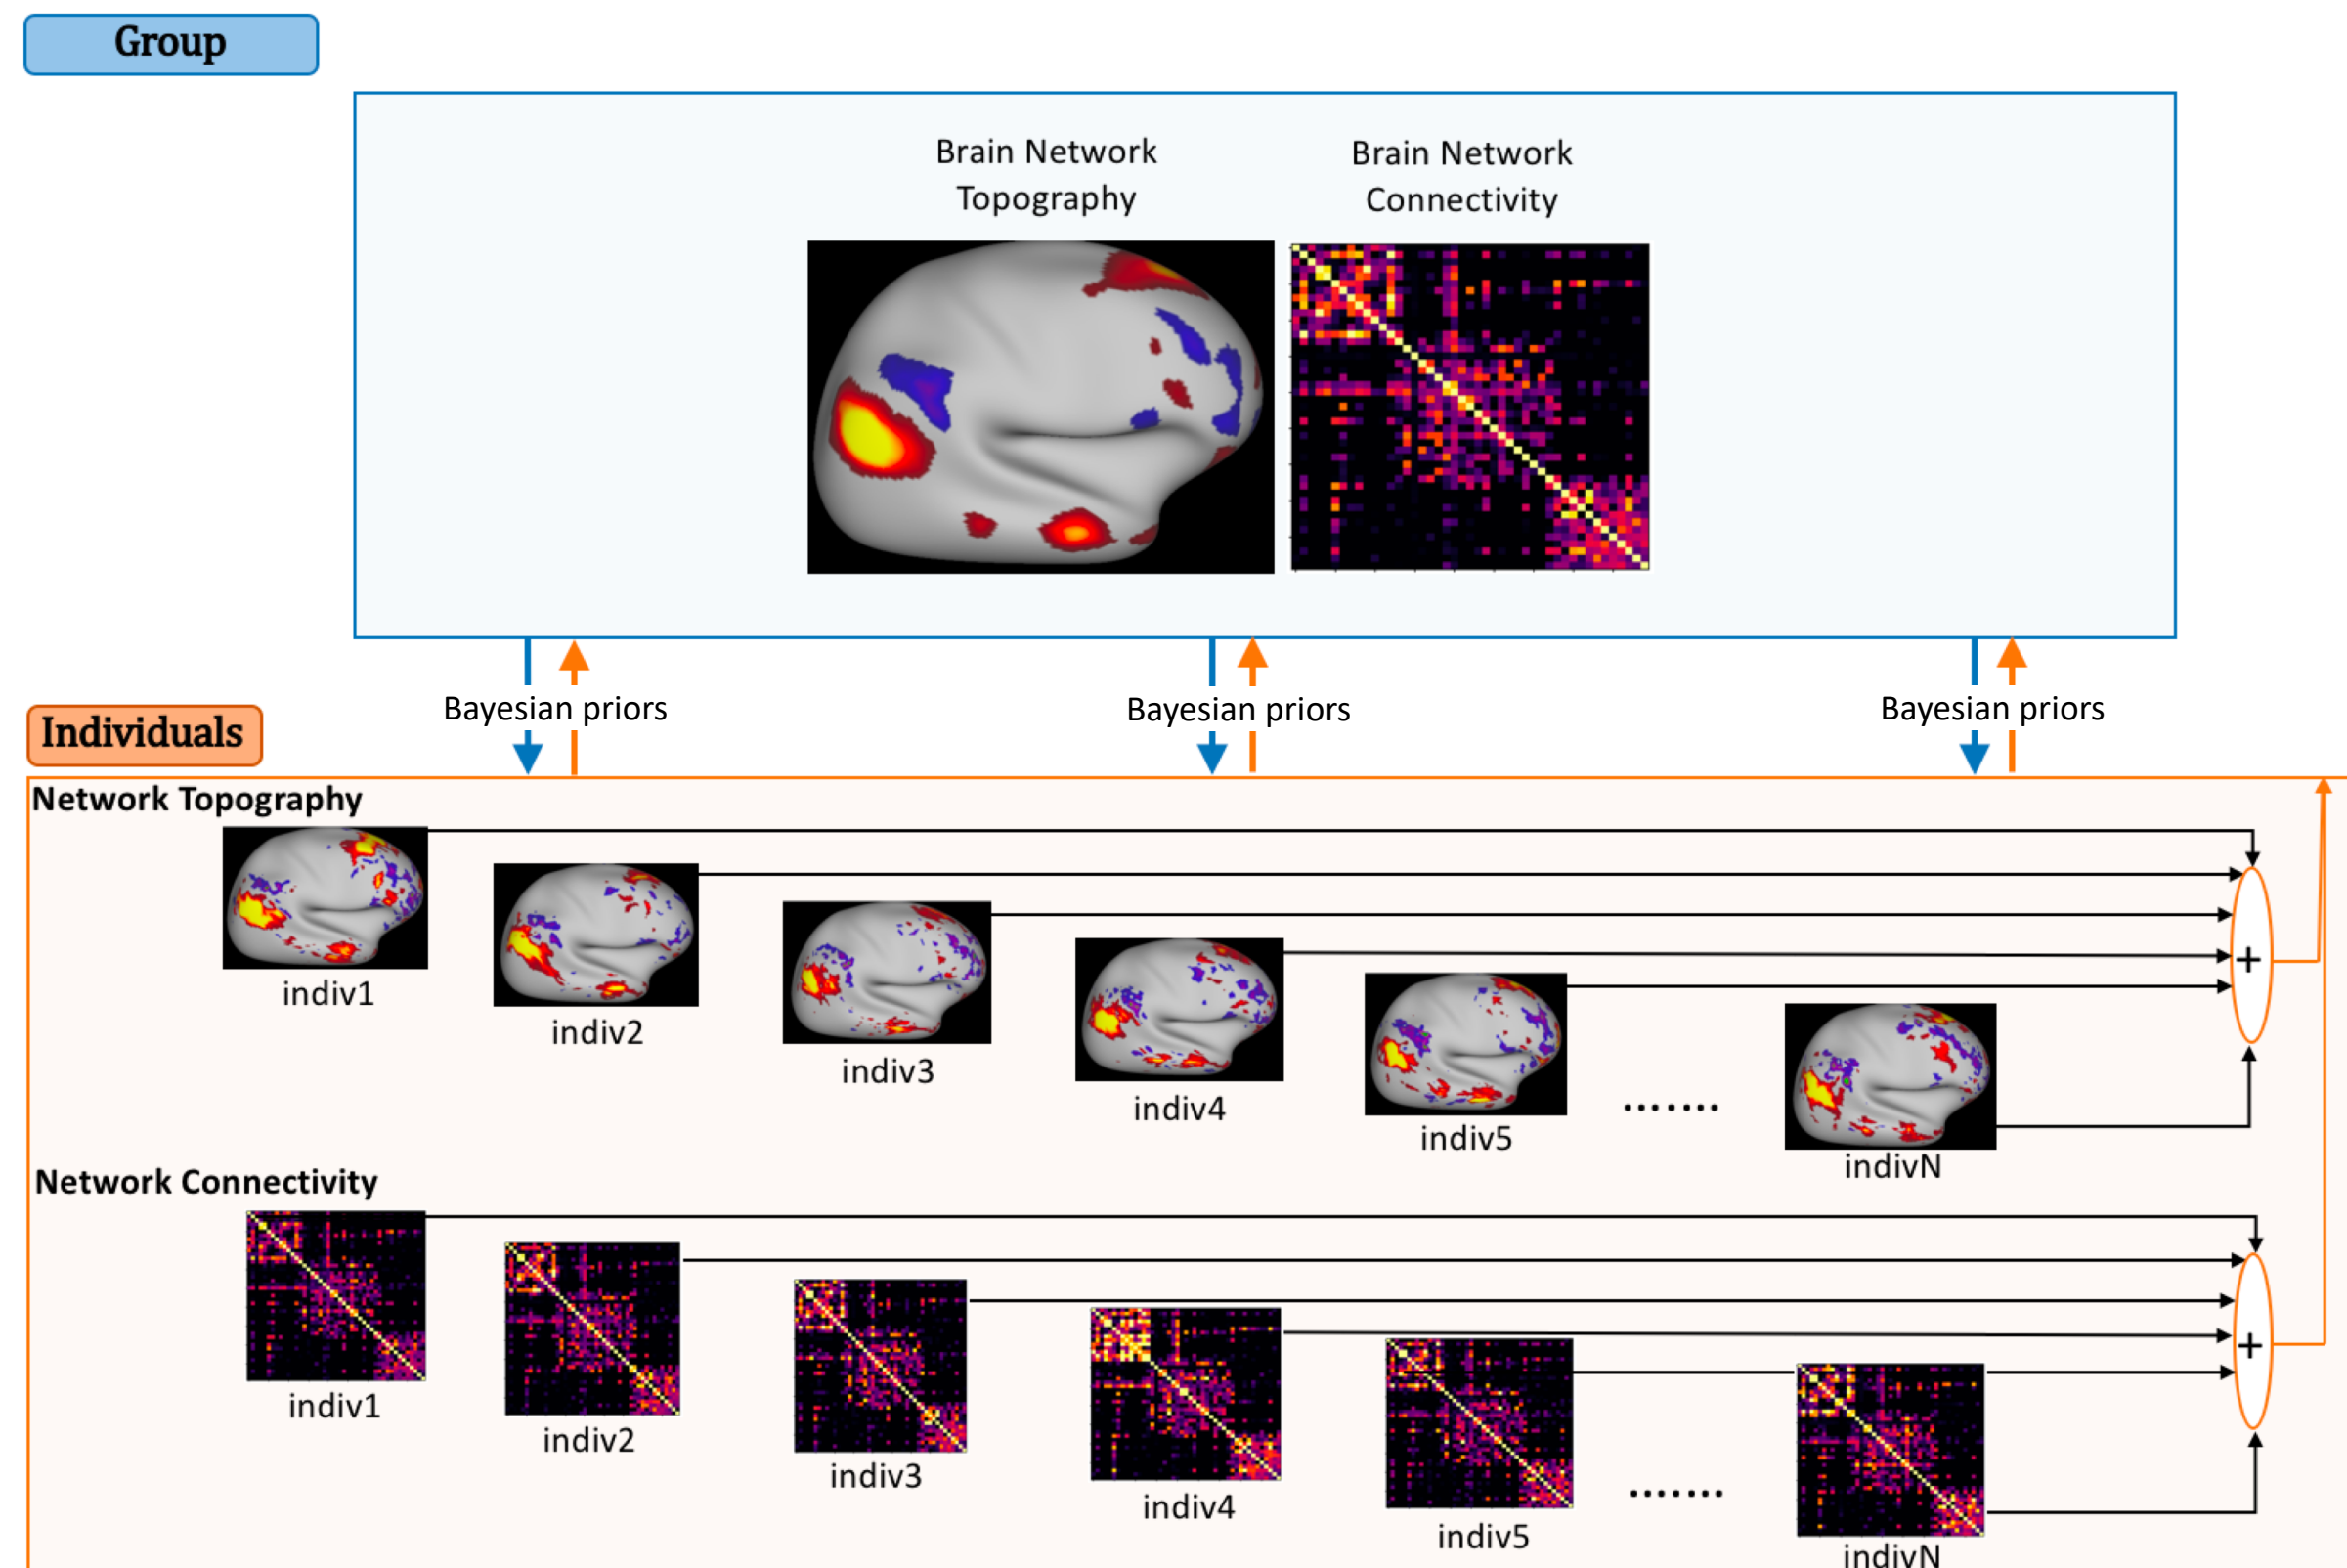 Group
Brain Network
Topography
Brain Network
Connectivity
Bayesian priors
Bayesian priors
Bayesian priors
Individuals
Network Topography
indiv1
indiv2
indiv3
indiv4
indiv5
.......
indivN
+
Network Connectivity
indiv1
indiv2
indiv3
indiv4
indiv5
.......
indivN
+